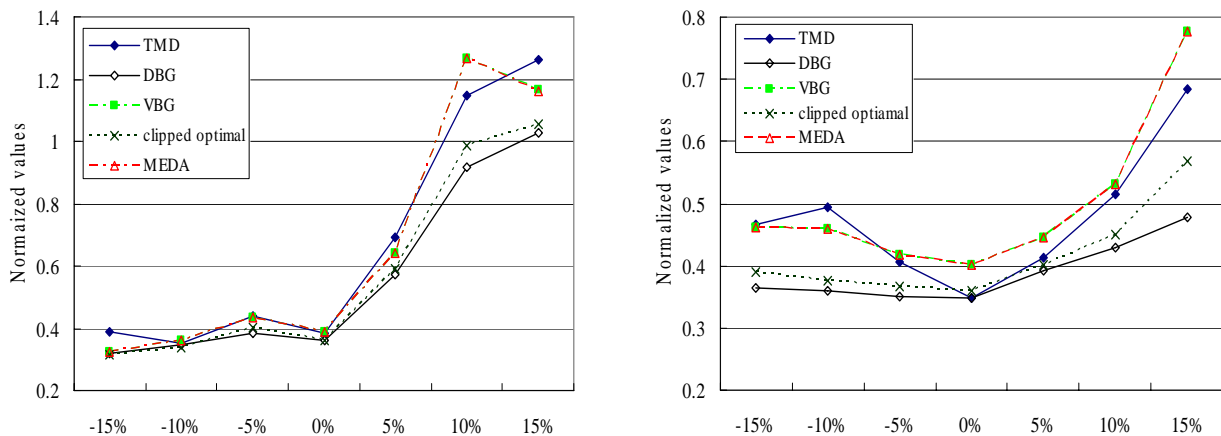 1.4
1.2
1
0.8
0.6
0.4
0.2
Normaized values
TMD
DBG
VBG
clipped optimal
MEDA
-15% -10% -5% 0% 5% 10% 15%
0.8
0.7
0.6
0.5
0.4
0.3
0.2
Normalized values
TMD
DBG
VBG
clipped optiamal
MEDA
-15% -10% -5% 0% 5% 10% 15%